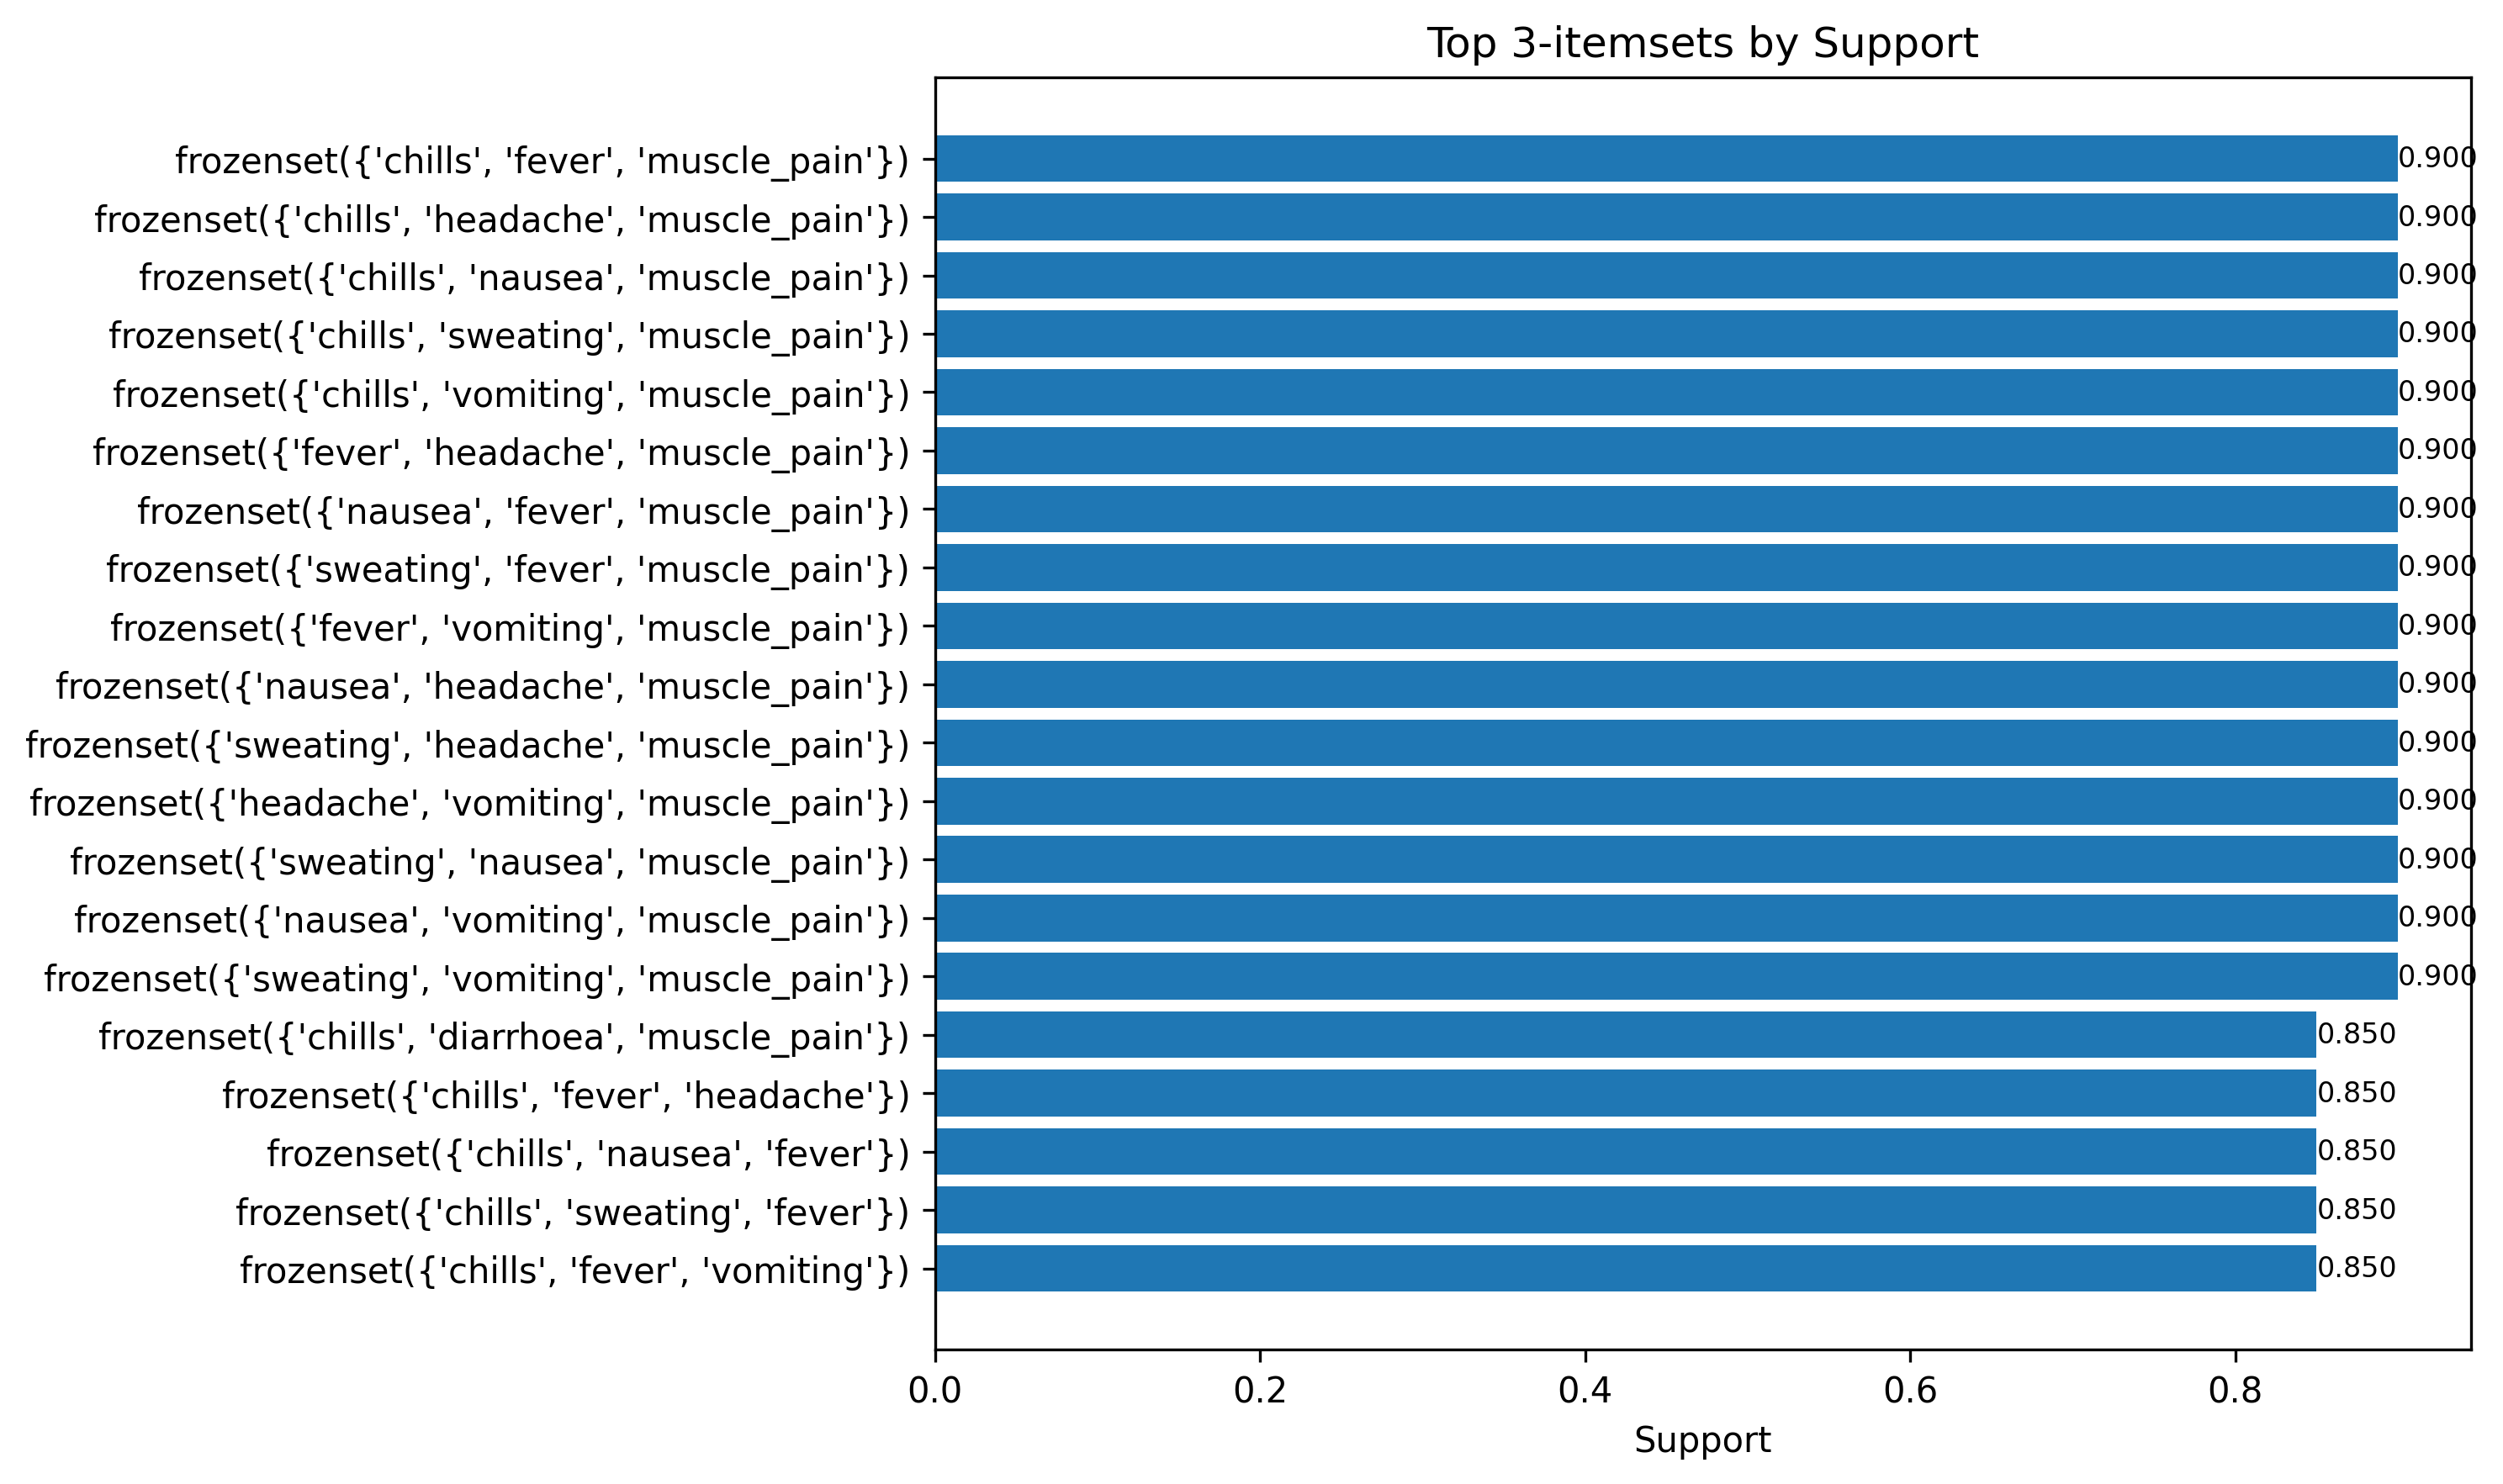 Top 3-itemsets by Support
frozenset({'chills', 'fever', 'muscle_pain'}) 0.900
frozenset({'chills', 'headache', 'muscle_pain'}) 0.900
frozenset({'chills', 'nausea', 'muscle_pain'}) 0.900
frozenset({'chills', 'sweating', 'muscle_pain'}) 0.900
frozenset({'chills', 'vomiting', 'muscle_pain'}) 0.900
frozenset({'fever', 'headache', 'muscle_pain'}) 0.900
frozenset({'nausea', 'fever', 'muscle_pain'}) 0.900
frozenset({'sweating', 'fever', 'muscle_pain'}) 0.900
frozenset({'fever', 'vomiting', 'muscle_pain'}) 0.900
frozenset({'nausea', 'headache', 'muscle_pain'}) 0.900
frozenset({'sweating', 'headache', 'muscle_pain'}) 0.900
frozenset({'headache', 'vomiting', 'muscle_pain'}) 0.900
frozenset({'sweating', 'nausea', 'muscle_pain'}) 0.900
frozenset({'nausea', 'vomiting', 'muscle_pain'}) 0.900
frozenset({'sweating', 'vomiting', 'muscle_pain'}) 0.900
frozenset({'chills', 'diarrhoea', 'muscle_pain'}) 0.850
frozenset({'chills', 'fever', 'headache'}) 0.850
frozenset({'chills', 'nausea', 'fever'}) 0.850
frozenset({'chills', 'sweating', 'fever'}) 0.850
frozenset({'chills', 'fever', 'vomiting'}) 0.850
0.0 0.2 0.4 0.6 0.8
Support